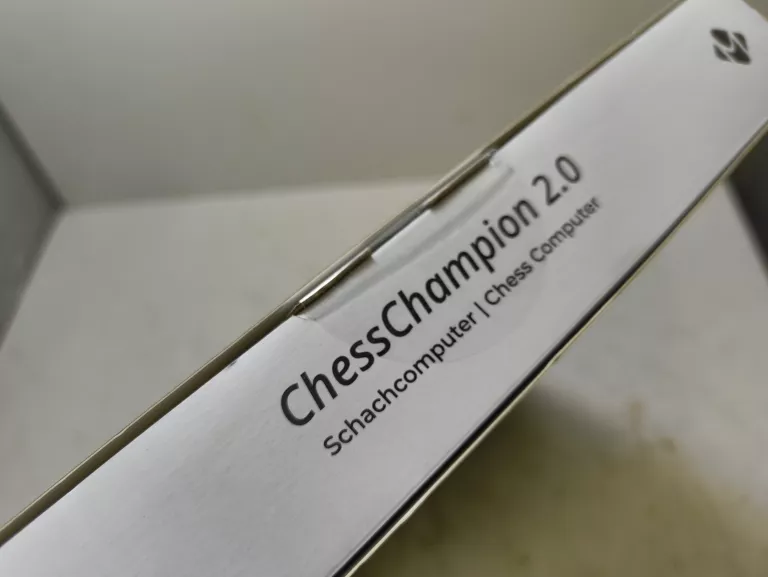 ChessChampion 2.0
Schachcomputer | Chess Computer